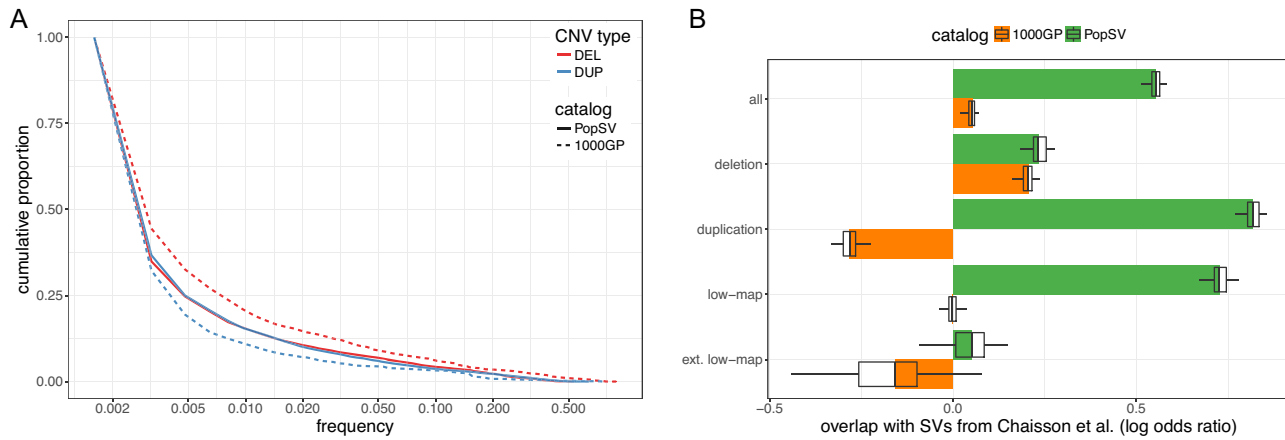 A
1.00
0.75
0.50
0.25
0.00
cumulative proportion
0.002
0.005
0.010
0.020
0.050
0.100
0.200
0.500
frequency
CNV type
DEL
DUP
catalog
PopSV
1000GP
B
catalog 1000GP PopSV
all
deletion
duplication
low−map
ext. low−map
−0.5
0.0
0.5
overlap with SVs from Chaisson et al. (log odds ratio)